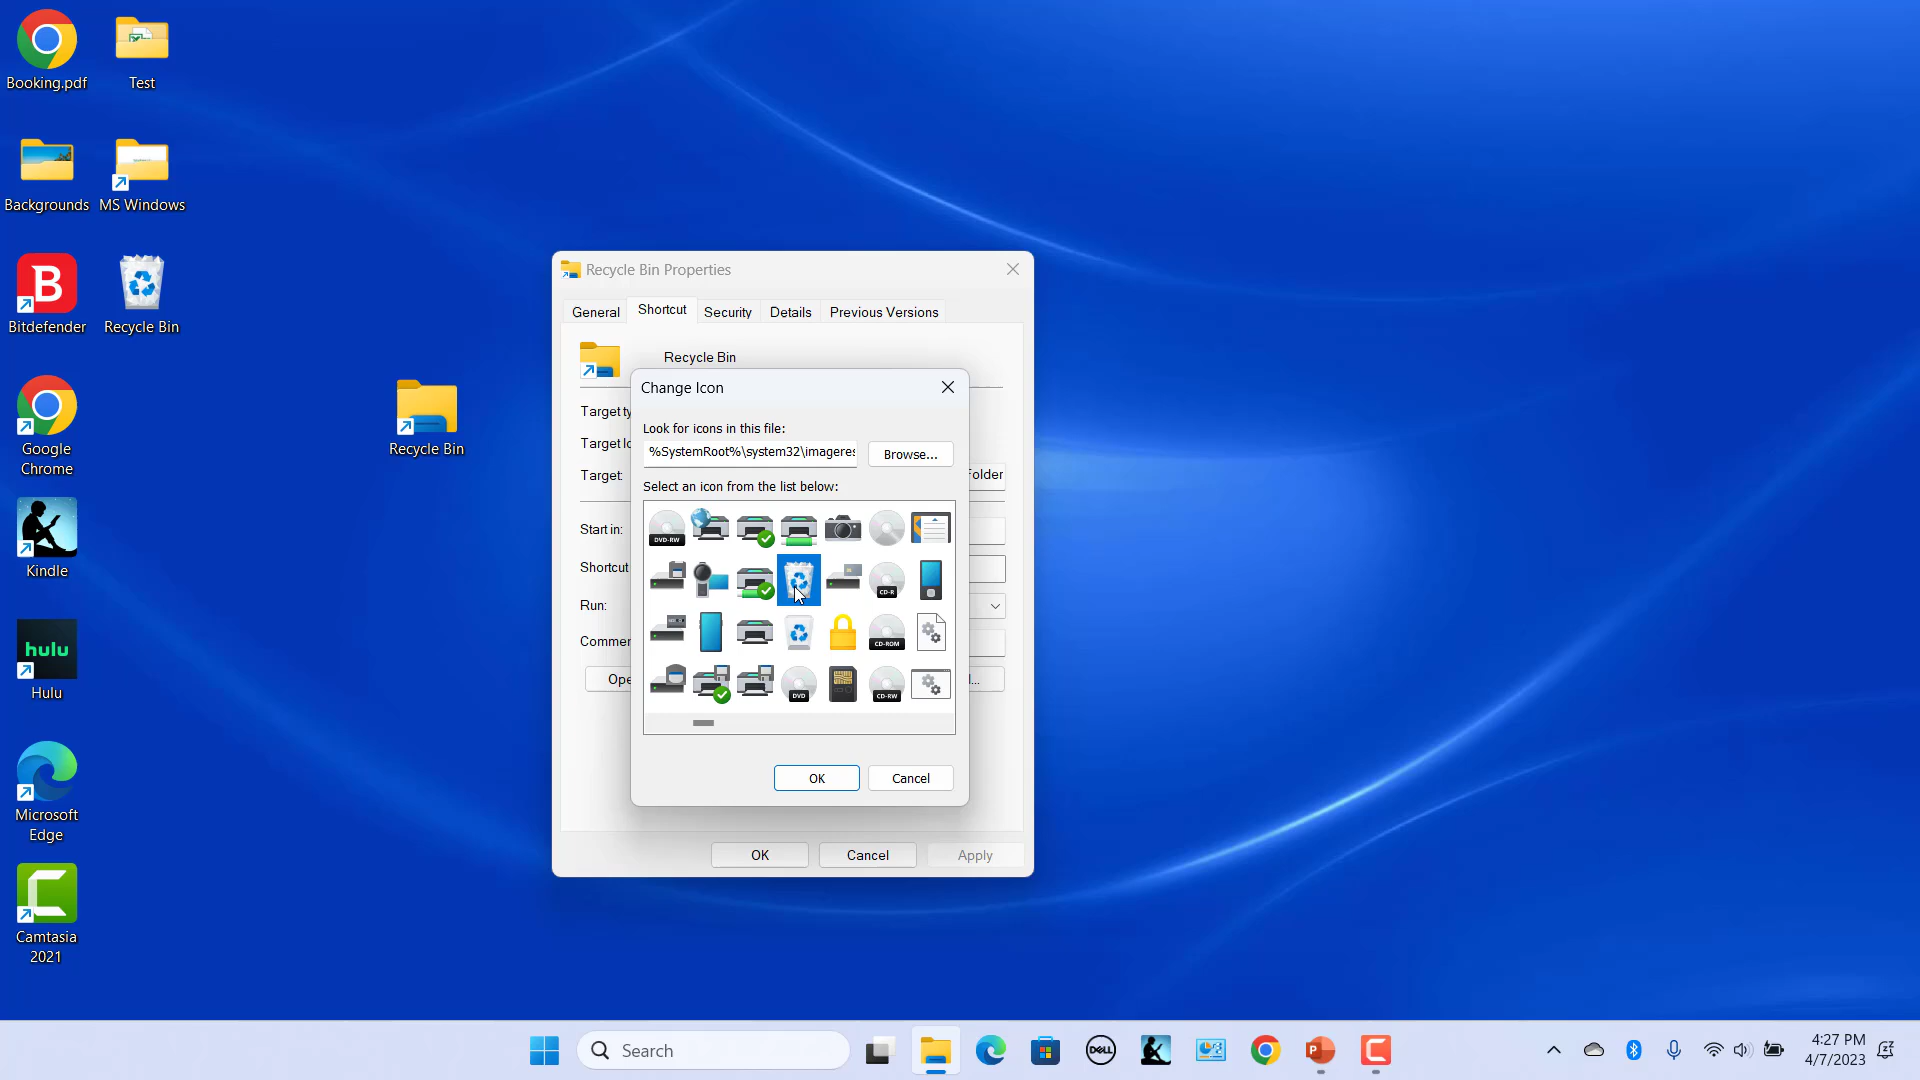 Booking.pdf
Test
Backgrounds
MS Windows
Bitdefender
Recycle Bin
Google
Chrome
Recycle Bin
Kindle
hulu
Hulu
Microsoft
Edge
Camtasia
2021
Recycle Bin Properties
General
Shortcut
Security
Details
Previous Versions
Recycle Bin
Target ty
Target lo
Target:
Folder
Start in:
Shortcut
Run:
Commer
Ope
...
OK
Cancel
Apply
Change Icon
Look for icons in this file:
%SystemRoot%\system32\imageres
Browse...
Select an icon from the list below:
DVD-RW
CD-R
CD-ROM
DVD
CD-RW
OK
Cancel
Search
DELL
4:27 PM
4/7/2023